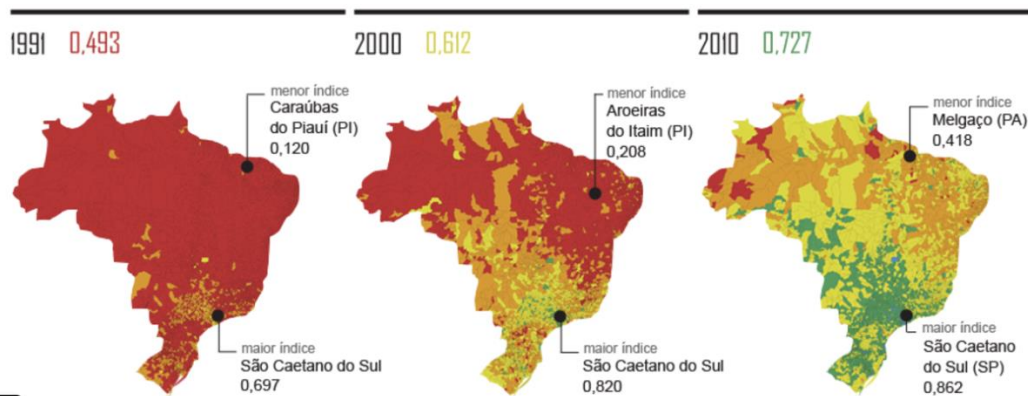 1991 0,493
menor índice
Caraúbas
do Piauí (PI)
0,120
maior índice
São Caetano do Sul
0,697
2000 0,612
menor índice
Aroeiras
do Itaim (PI)
0,208
maior índice
São Caetano do Sul
0,820
2010 0,727
menor índice
Melgaço (PA)
0,418
maior índice
São Caetano
do Sul (SP)
0,862